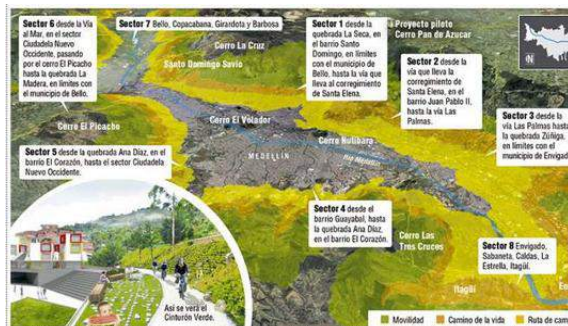 Sector 6 desde la Vía
al Mar, en el sector
Ciudadela Nuevo
Occidente, pasando
por el cerro El Picacho
hasta la quebrada La
Madera, en límites con
el municipio de Bello.
Sector 7 Bello, Copacabana, Girardota y Barbosa
Cerro La Cruz
Santo Domingo Savio
Sector 1 desde la
quebrada La Seca, en
el barrio Santo
Domingo, en límites
con el municipio de
Bello, hasta la vía que
lleva al corregimiento
de Santa Elena.
Proyecto pilote
Cerro Pan de Azucar
Sector 2 desde la
vía que lleva al
corregimiento de
Santa Elena, en el
barrio Juan Pablo II,
hasta la vía Las
Palmas.
N
Sector 3 desde la
vía Las Palmas hasta
la quebrada Zúñiga,
en límites con el
municipio de Envigad
Cerro El Picacho
Cerro El Volador
Cerro Nutibara
Río Medellín
MEDELLÍN
Sector 5 desde la quebrada Ana Díaz, en
el barrio El Corazón, hasta el sector Ciudadela
Nuevo Occidente.
Sector 4 desde el
barrio Guayabal, hasta
la quebrada Ana Díaz,
en el barrio El Corazón.
Cerro Las
Tres Cruces
Sector 8 Envigado,
Sabaneta, Caldas, La
Estrella, Itagüí.
Itagüí
En
Así se verá el
Cinturón Verde.
Movilidad
Camino de la vida
Ruta de cam